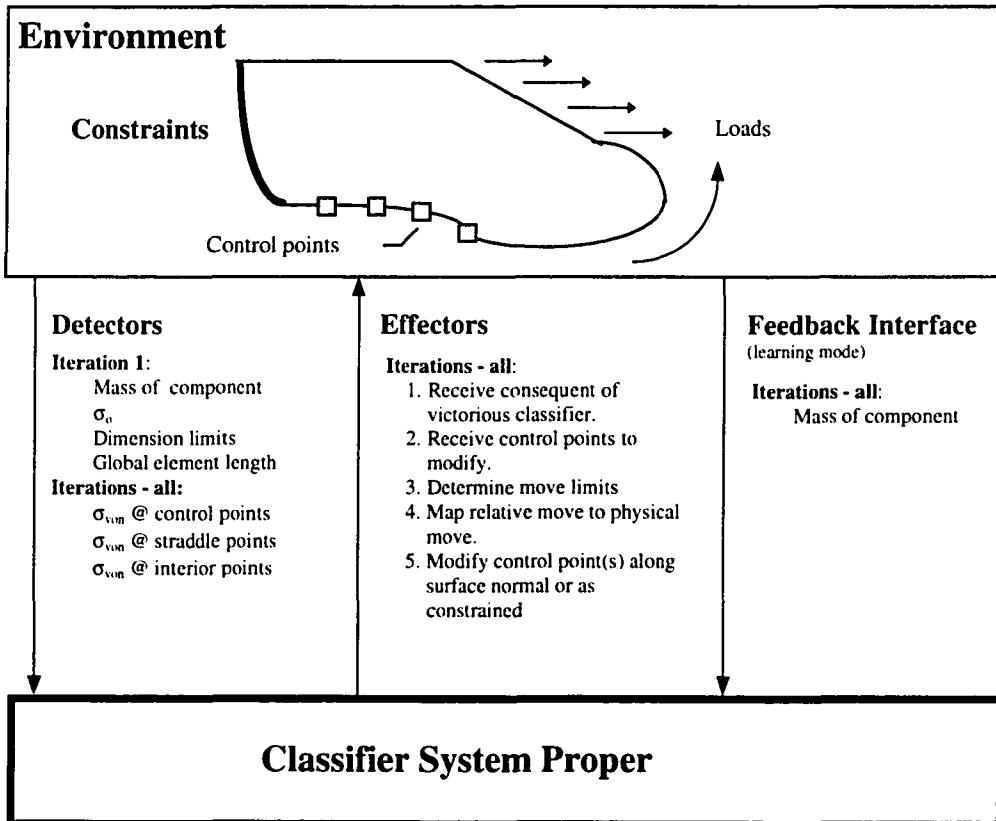 Environment
Constraints
Loads
Control points
Detectors
Iteration 1:
Mass of component
σ₀
Dimension limits
Global element length
Iterations - all:
σvon @ control points
σvon @ straddle points
σvon @ interior points
Effectors
Iterations - all:
1. Receive consequent of
victorious classifier.
2. Receive control points to
modify.
3. Determine move limits
4. Map relative move to physical
move.
5. Modify control point(s) along
surface normal or as
constrained
Feedback Interface
(learning mode)
Iterations - all:
Mass of component
Classifier System Proper